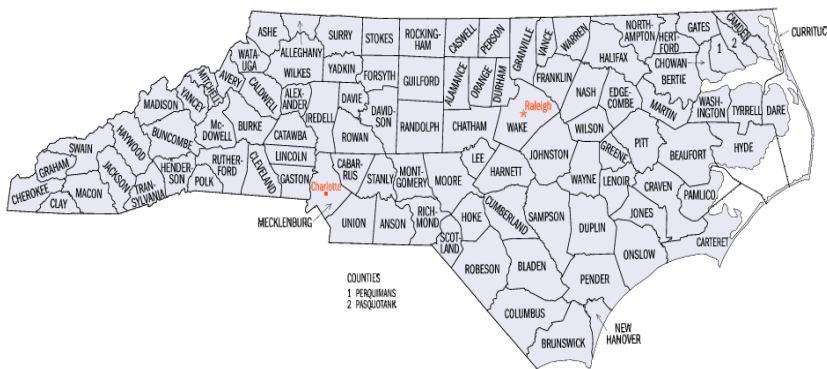 ASHE
ALLEGHANY
SURRY
STOKES
ROCKING-
HAM
CASWELL
PERSON
GRANVILLE
VANCE
WARREN
NORTH-
AMPTON
HERT-
FORD
GATES
CAMDEN
CURRITUC
1
2
WATA-
UGA
WILKES
YADKIN
FORSYTH
GUILFORD
ALAMANCE
ORANGE
DURHAM
FRANKLIN
HALIFAX
CHOWAN
BERTIE
MITCHELL
AVERY
CALDWELL
ALEX-
ANDER
IREDELL
DAVIE
DAVID-
SON
RANDOLPH
CHATHAM
Raleigh
WAKE
NASH
EDGE-
COMBE
MARTIN
WASH-
INGTON
TYRRELL
DARE
MADISON
YANCEY
Mc-
DOWELL
BURKE
CATAWBA
ROWAN
WILSON
PITT
BEAUFORT
HYDE
SWAIN
HAYWOOD
BUNCOMBE
RUTHER-
FORD
CLEVELAND
LINCOLN
GASTON
CABAR-
RUS
STANLY
MONT-
GOMERY
MOORE
LEE
HARNETT
JOHNSTON
GREENE
WAYNE
LENOIR
CRAVEN
PAMLICO
GRAHAM
CHEROKEE
CLAY
MACON
JACKSON
TRAN-
SYLVANIA
HENDER
SON
POLK
Charlotte
MECKLENBURG
UNION
ANSON
RICH-
MOND
SCOT-
LAND
HOKE
CUMBERLAND
SAMPSON
DUPLIN
JONES
ONSLOW
CARTERET
ROBESON
BLADEN
PENDER
COLUMBUS
BRUNSWICK
NEW
HANOVER
COUNTIES
1 PERQUIMANS
2 PASQUOTANK